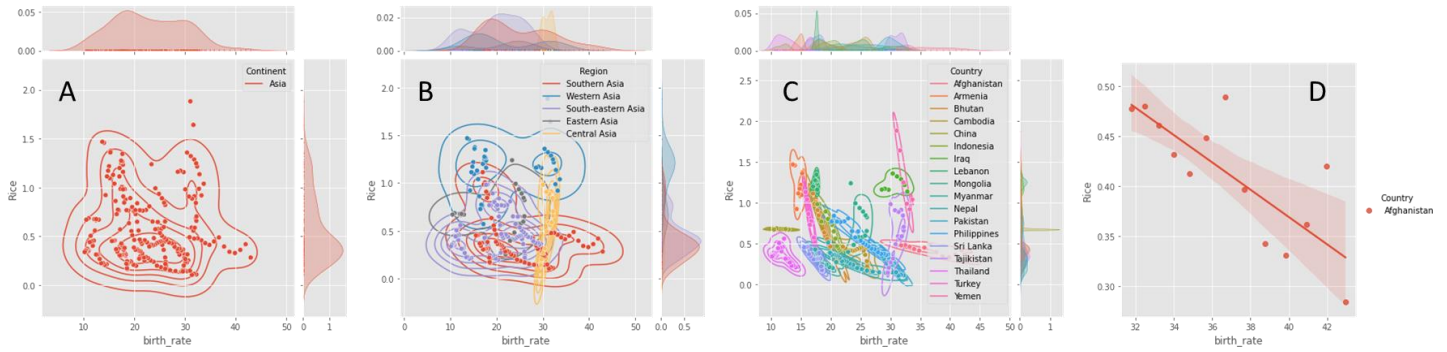 0.05
0.00
A
Continent
Asia
2.0
1.5
1.0
0.5
0.0
Rice
10 20 30 40 50
birth_rate
0 1
0.02
0.00
B
Region
Southern Asia
Western Asia
South-eastern Asia
Eastern Asia
Central Asia
2.0
1.5
1.0
0.5
0.0
Rice
0 10 20 30 40 50
birth_rate
0.0 0.5
0.05
0.00
C
Country
Afghanistan
Armenia
Bhutan
Cambodia
China
Indonesia
Iraq
Lebanon
Mongolia
Myanmar
Nepal
Pakistan
Philippines
Sri Lanka
Tajikistan
Thailand
Turkey
Yemen
2.5
2.0
1.5
1.0
0.5
0.0
Rice
10 15 20 25 30 35 40 45 50
birth_rate
0 1
D
0.50
0.45
0.40
0.35
0.30
Rice
32 34 36 38 40 42
birth_rate
Country
Afghanistan